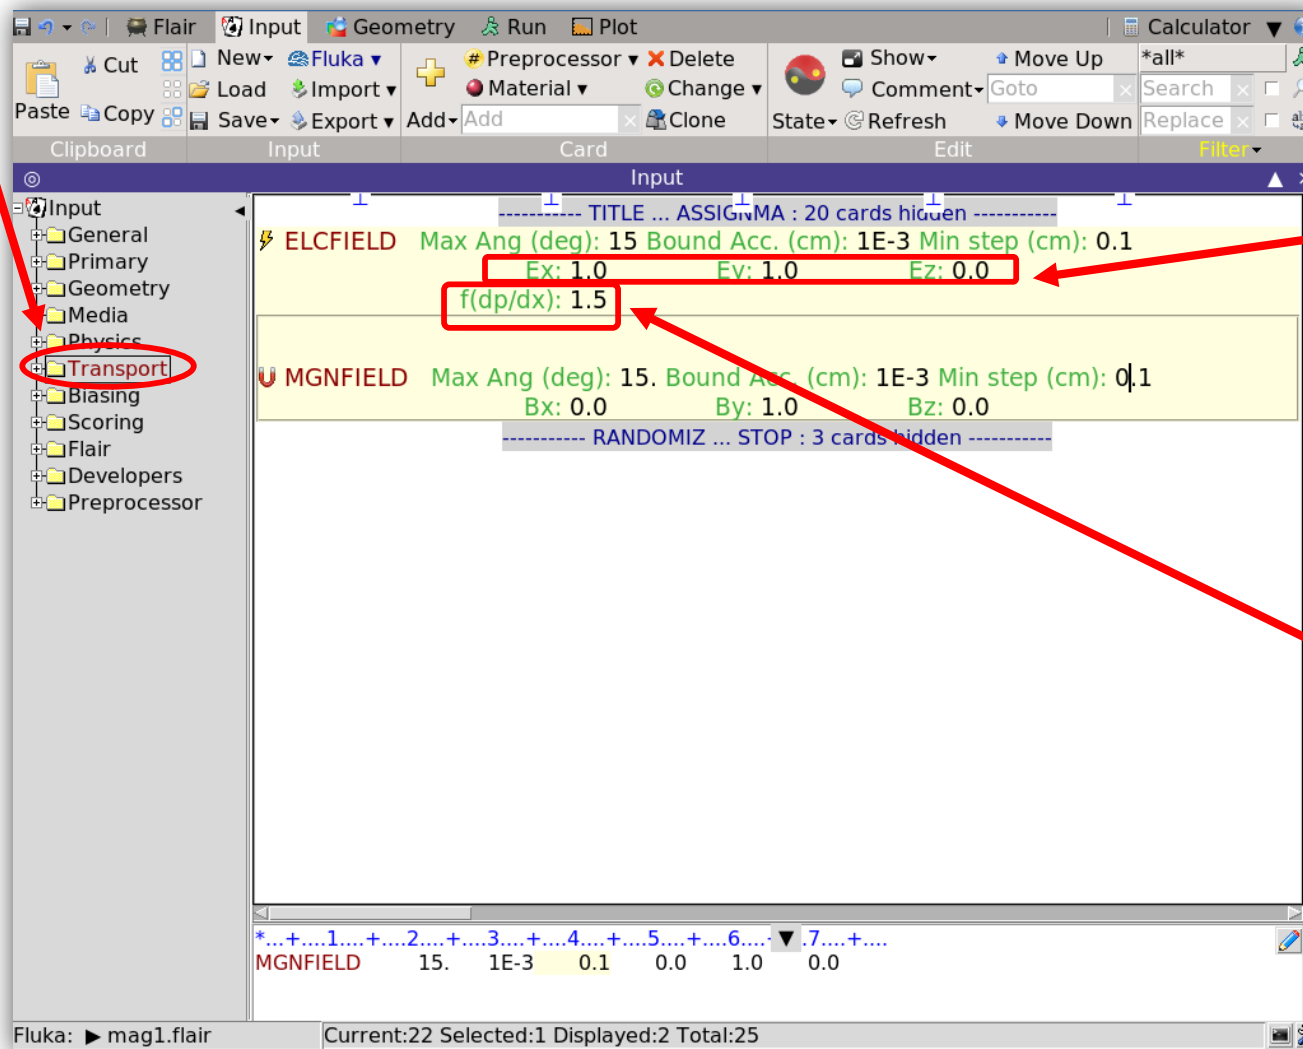 Flair Input Geometry Run Plot Calculator
Cut New Fluka Preprocessor Delete Show Move Up *all*
Load Import Material Change Comment Goto Search
Paste Copy Save Export Add Add Clone State Refresh Move Down Replace
Clipboard Input Card Edit Filter
Input
Input
General
Primary
Geometry
Media
Physics
Transport
Biasing
Scoring
Flair
Developers
Preprocessor
----------- TITLE ... ASSIGNMA : 20 cards hidden -----------
ELCFIELD Max Ang (deg): 15 Bound Acc. (cm): 1E-3 Min step (cm): 0.1
Ex: 1.0 Ey: 1.0 Ez: 0.0
f(dp/dx): 1.5
MGNFIELD Max Ang (deg): 15. Bound Acc. (cm): 1E-3 Min step (cm): 0.1
Bx: 0.0 By: 1.0 Bz: 0.0
----------- RANDOMIZ ... STOP : 3 cards hidden -----------
*...+....1....+....2....+....3....+....4....+....5....+....6....+ .7....+....
MGNFIELD 15. 1E-3 0.1 0.0 1.0 0.0
Fluka: ▶ mag1.flair Current:22 Selected:1 Displayed:2 Total:25